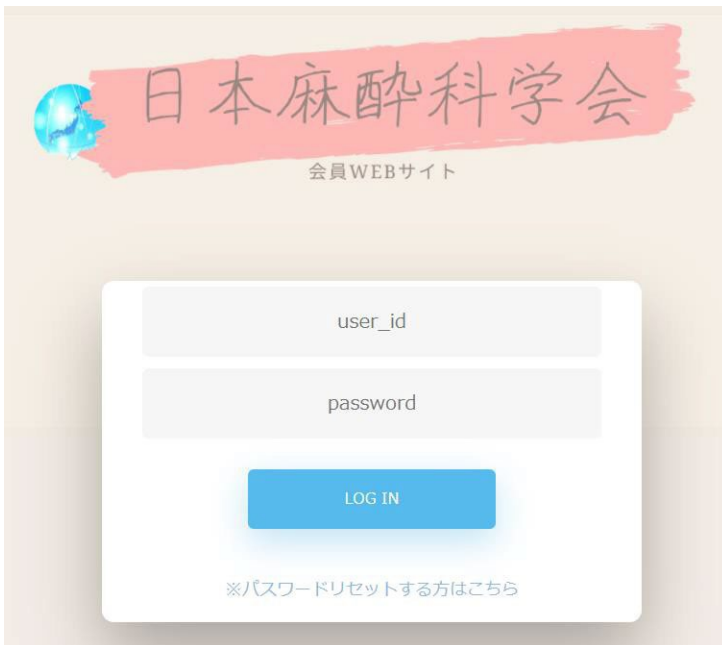 日本麻酔科学会
会員WEBサイト
user_id
password
LOG IN
※パスワードリセットする方はこちら